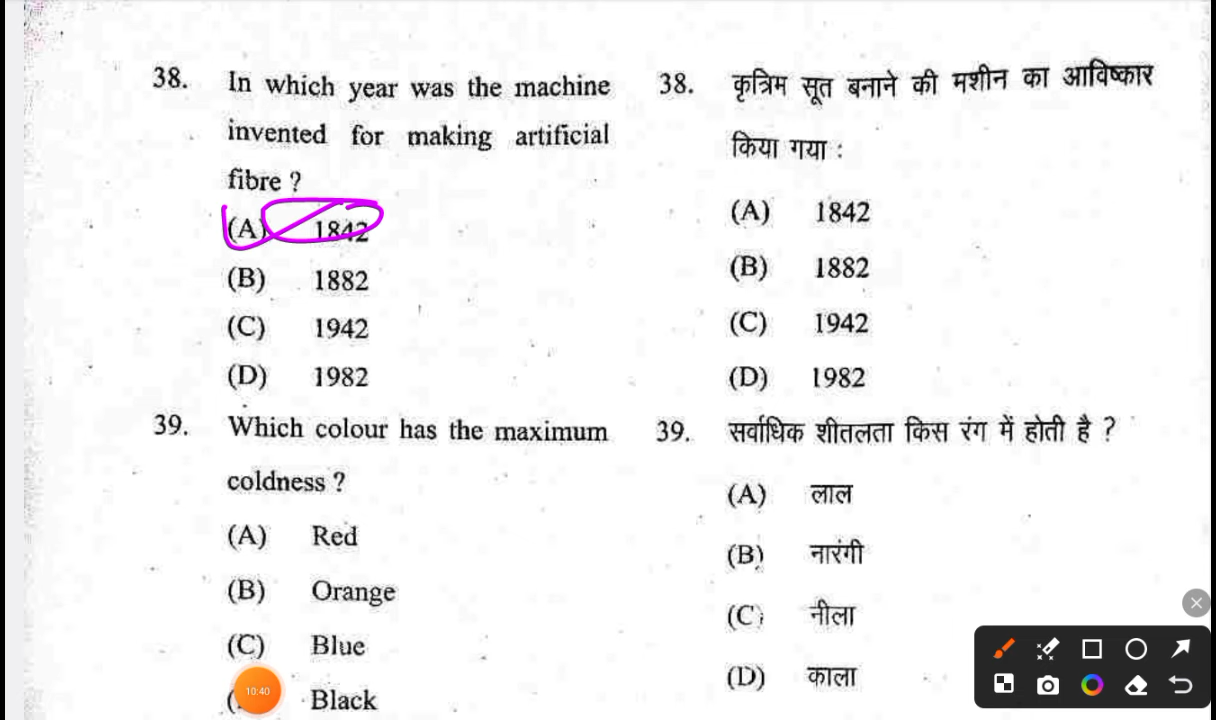 38. In which year was the machine
invented for making artificial
fibre ?
(A) 1842
(B) 1882
(C) 1942
(D) 1982
39. Which colour has the maximum
coldness ?
(A) Red
(B) Orange
(C) Blue
Black
38. कृत्रिम सूत बनाने की मशीन का आविष्कार
किया गया :
(A) 1842
(B) 1882
(C) 1942
(D) 1982
39. सर्वाधिक शीतलता किस रंग में होती है ?
(A) लाल
(B) नारंगी
(C) नीला
(D) काला
10:40